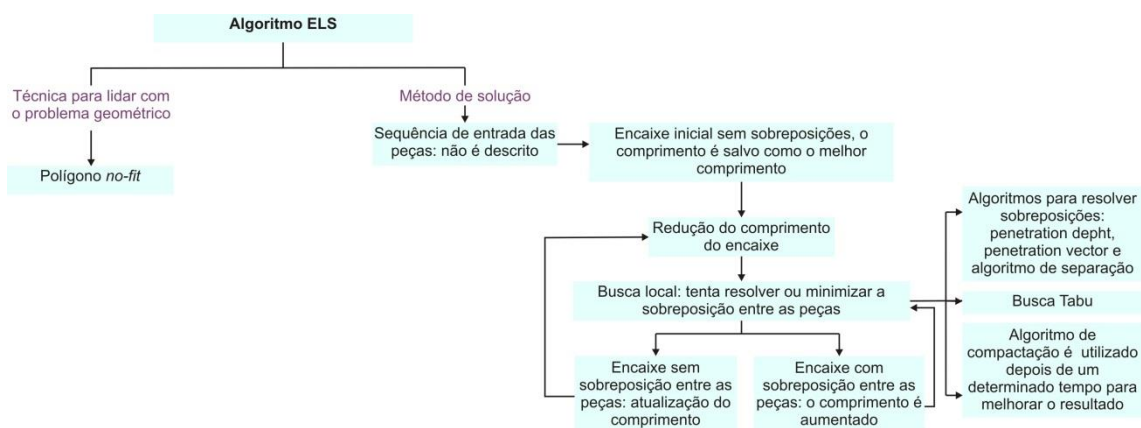 Algoritmo ELS
Técnica para lidar com
o problema geométrico
Polígono no-fit
Método de solução
Sequência de entrada das
peças: não é descrito
Encaixe inicial sem sobreposições, o
comprimento é salvo como o melhor
comprimento
Redução do comprimento
do encaixe
Busca local: tenta resolver ou minimizar a
sobreposição entre as peças
Encaixe sem
sobreposição entre as
peças: atualização do
comprimento
Encaixe com
sobreposição entre as
peças: o comprimento é
aumentado
Algoritmos para resolver
sobreposições:
penetration depht,
penetration vector e
algoritmo de separação
Busca Tabu
Algoritmo de
compactação é utilizado
depois de um
determinado tempo para
melhorar o resultado